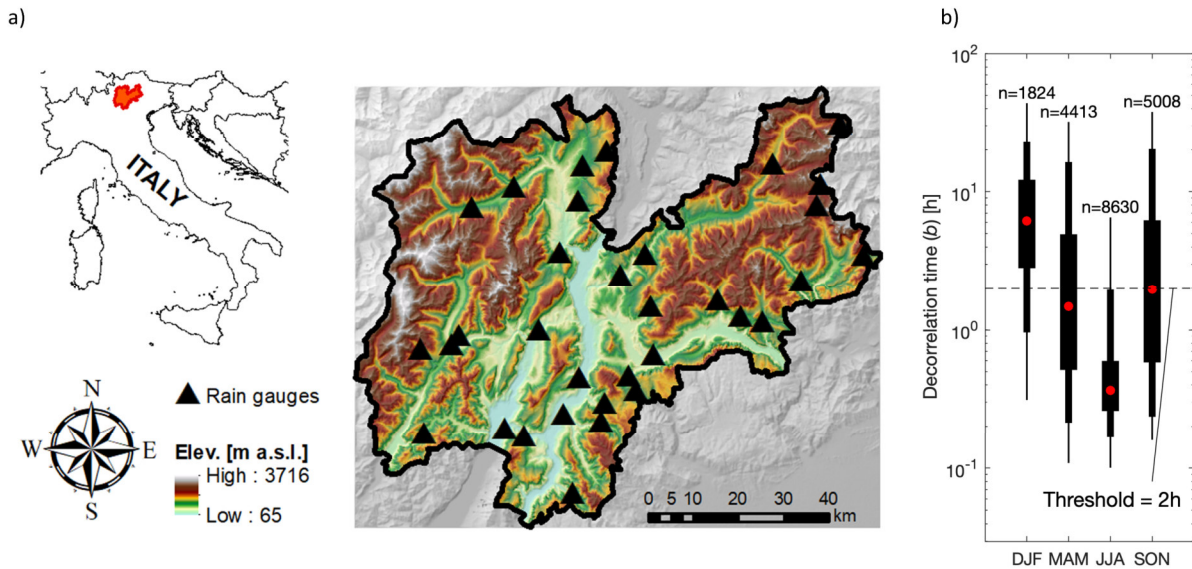 a)
ITALY
N
W E
S
Rain gauges
Elev. [m a.s.l.]
High : 3716
Low : 65
0 5 10 20 30 40
km
b)
Decorrelation time (b) [h]
10²
10¹
10⁰
10⁻¹
n=1824
n=4413
n=8630
n=5008
Threshold = 2h
DJF MAM JJA SON